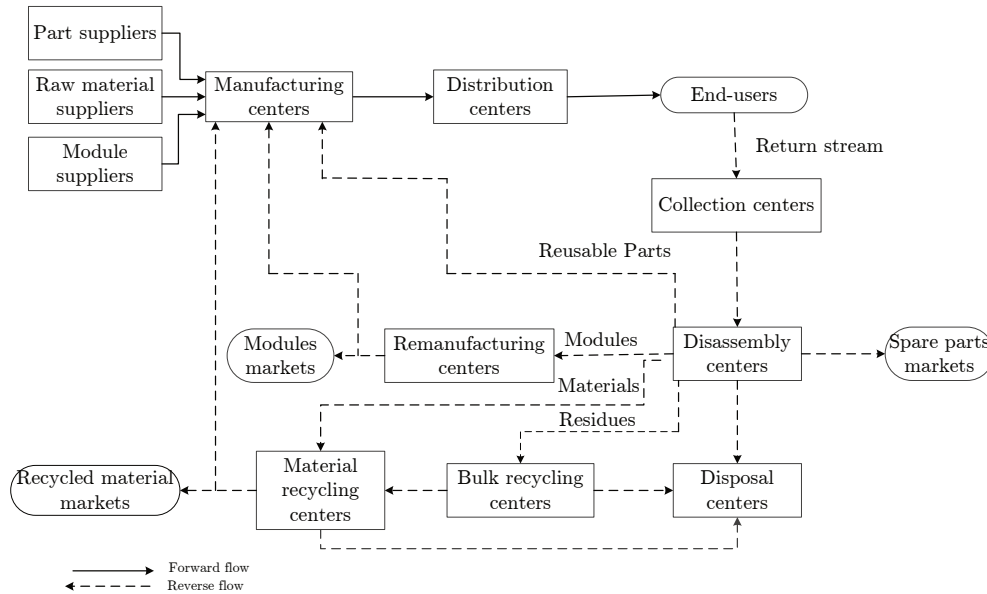 Part suppliers
Raw material
suppliers
Module
suppliers
Manufacturing
centers
Distribution
centers
End-users
Return stream
Collection centers
Reusable Parts
Modules
markets
Remanufacturing
centers
Modules
Disassembly
centers
Spare parts
markets
Materials
Residues
Recycled material
markets
Material
recycling
centers
Bulk recycling
centers
Disposal
centers
Forward flow
Reverse flow